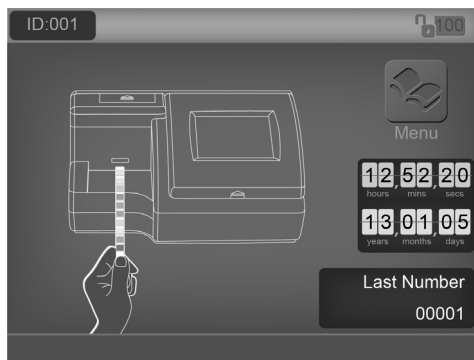 ID:001
100
Menu
12,52,20
hours mins secs
13,01,05
years months days
Last Number
00001